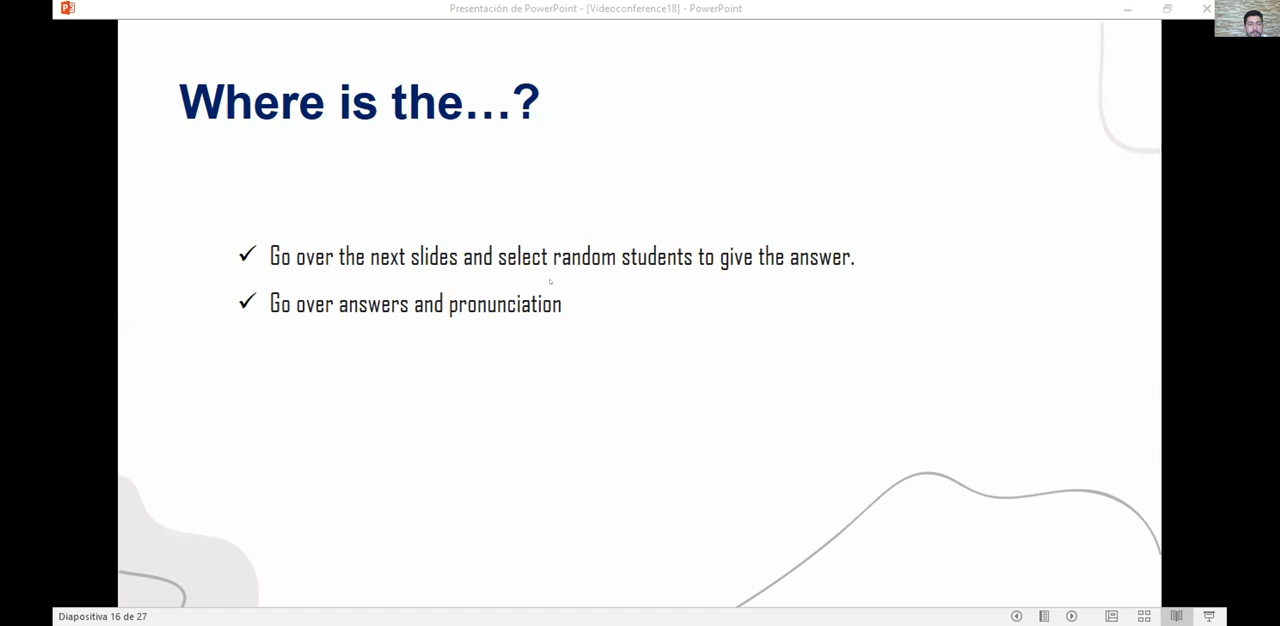 Presentación de PowerPoint - [Videoconference18] - PowerPoint
Where is the...?
✓ Go over the next slides and select random students to give the answer.
✓ Go over answers and pronunciation
Diapositiva 16 de 27